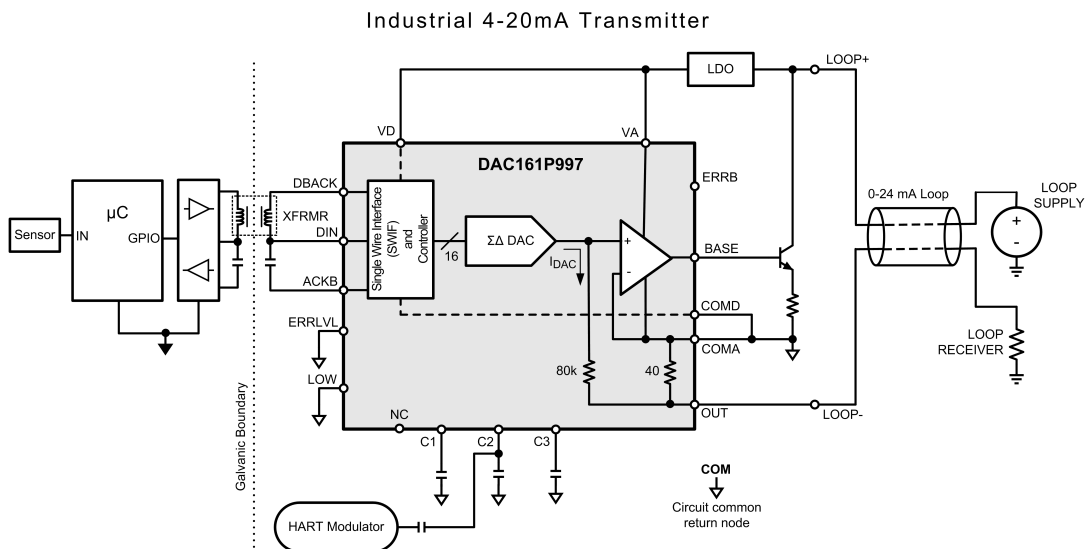 Industrial 4-20mA Transmitter
LDO
LOOP+
VD
VA
DAC161P997
ERRB
DBACK
XFRMR
DIN
ACKB
Single Wire Interface
(SWIF)
and
Controller
16
ΣΔ DAC
IDAC
+
-
BASE
0-24 mA Loop
LOOP
SUPPLY
+
-
Sensor
IN
µC
GPIO
COMD
COMA
ERRLVL
LOW
80k
40
OUT
LOOP-
LOOP
RECEIVER
NC
C1
C2
C3
Galvanic Boundary
HART Modulator
COM
Circuit common
return node